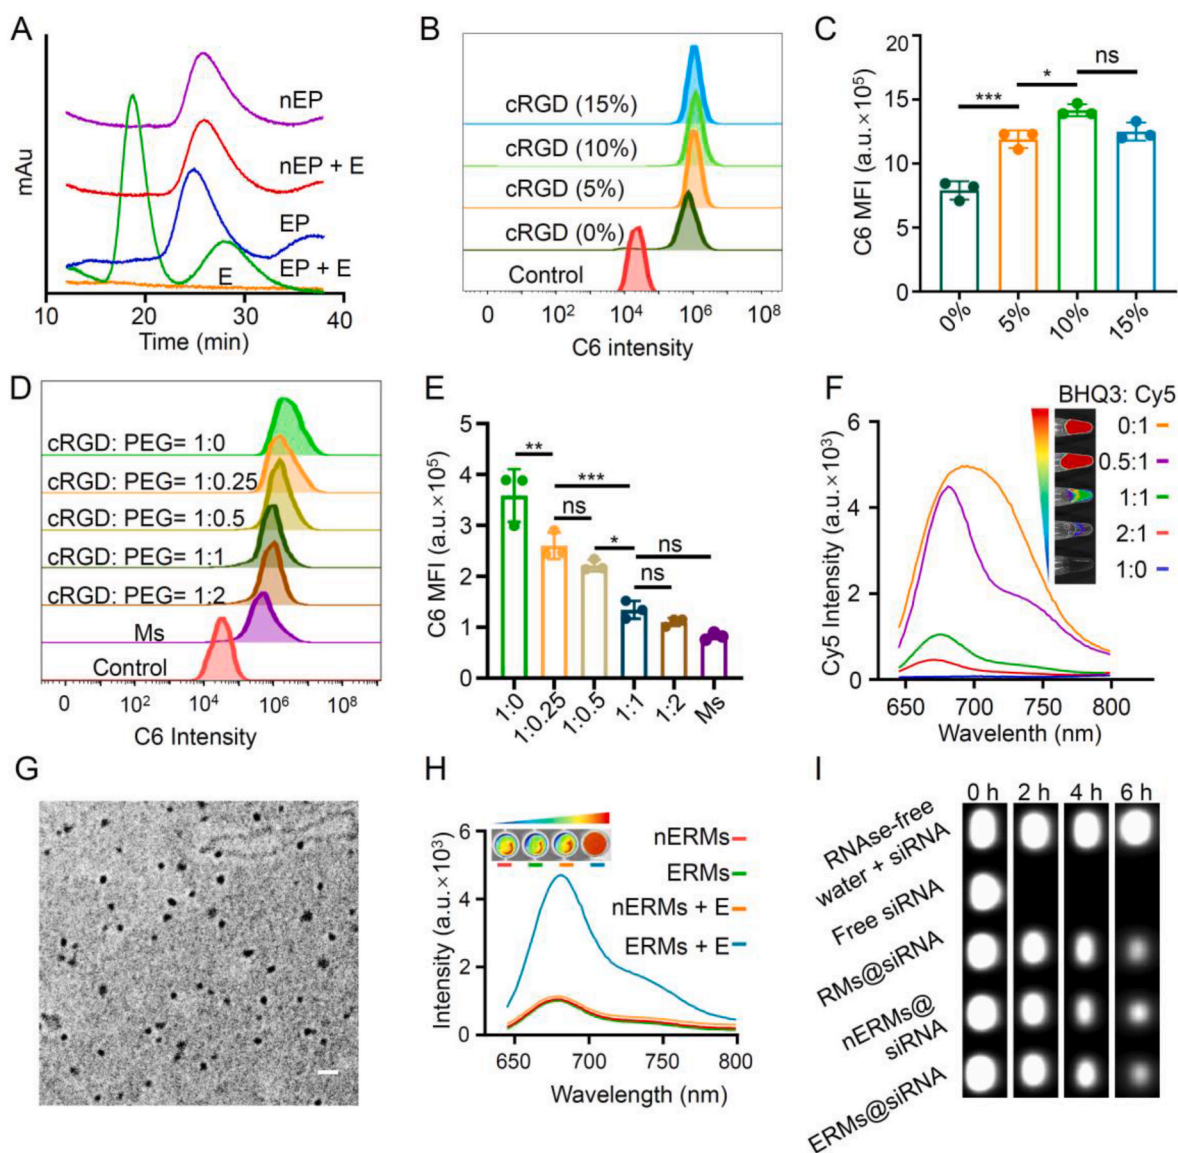 A
mAu
nEP
nEP + E
EP
EP + E
E
10
20
30
40
Time (min)
B
cRGD (15%)
cRGD (10%)
cRGD (5%)
cRGD (0%)
Control
0
10²
10⁴
10⁶
10⁸
C6 intensity
C
C6 MFI (a.u.×10⁵)
20
15
10
5
0
***
*
ns
0%
5%
10%
15%
D
cRGD: PEG= 1:0
cRGD: PEG= 1:0.25
cRGD: PEG= 1:0.5
cRGD: PEG= 1:1
cRGD: PEG= 1:2
Ms
Control
0
10²
10⁴
10⁶
10⁸
C6 Intensity
E
C6 MFI (a.u.×10⁵)
5
4
3
2
1
0
**
***
ns
*
ns
ns
1:0
1:0.25
1:0.5
1:1
1:2
Ms
F
BHQ3: Cy5
0:1
0.5:1
1:1
2:1
1:0
Cy5 Intensity (a.u.×10³)
6
4
2
0
650
700
750
800
Wavelenth (nm)
G
H
nERMs
ERMs
nERMs + E
ERMs + E
Intensity (a.u.×10³)
6
4
2
0
650
700
750
800
Wavelength (nm)
I
0 h 2 h 4 h 6 h
RNAse-free
water + siRNA
Free siRNA
RMs@siRNA
nERMs@
siRNA
ERMs@siRNA